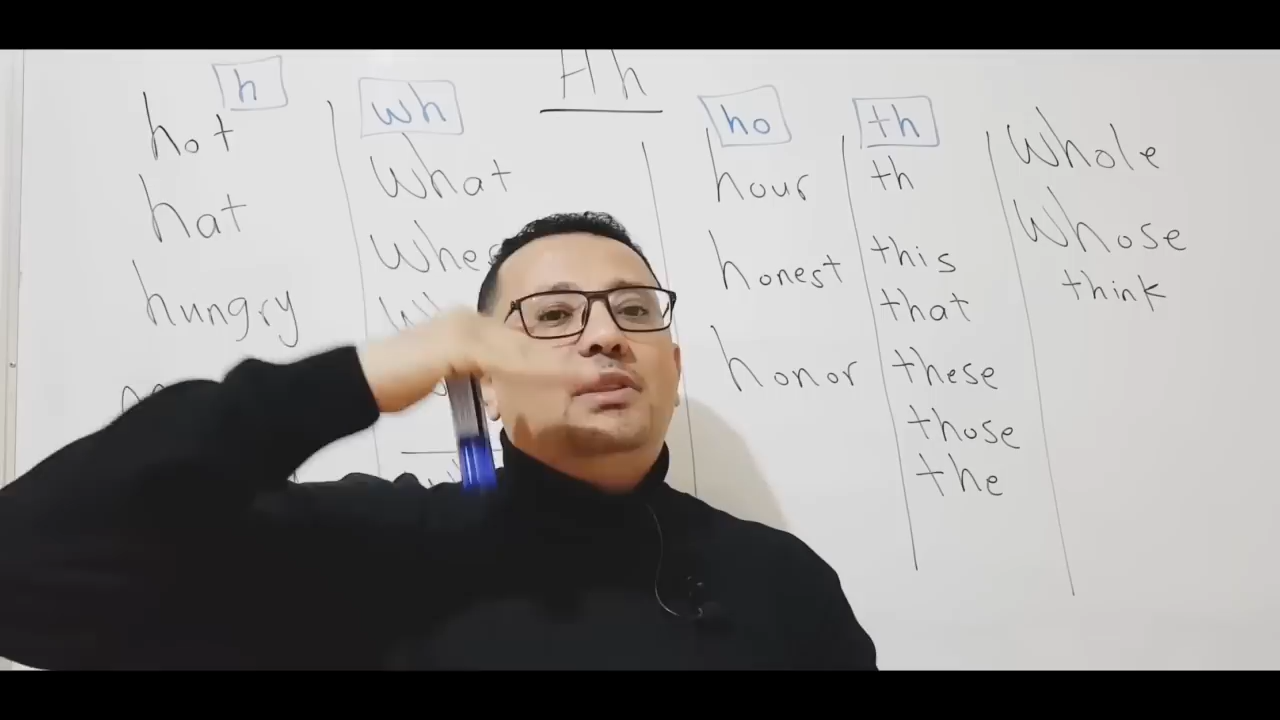 Hh
h
hot
hat
hungry
wh
What
ho
hour
honest
honor
th
th
this
that
these
those
the
Whole
Whose
think